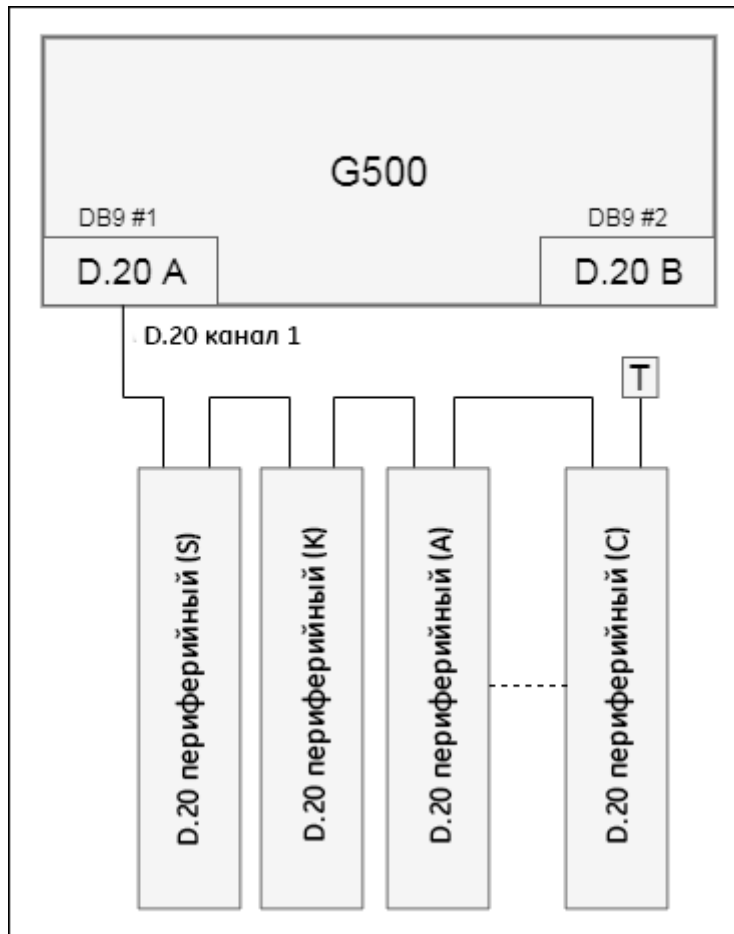 G500
DB9 #1
DB9 #2
D.20 A
D.20 B
D.20 канал 1
T
D.20 периферийный (S)
D.20 периферийный (K)
D.20 периферийный (A)
D.20 периферийный (C)